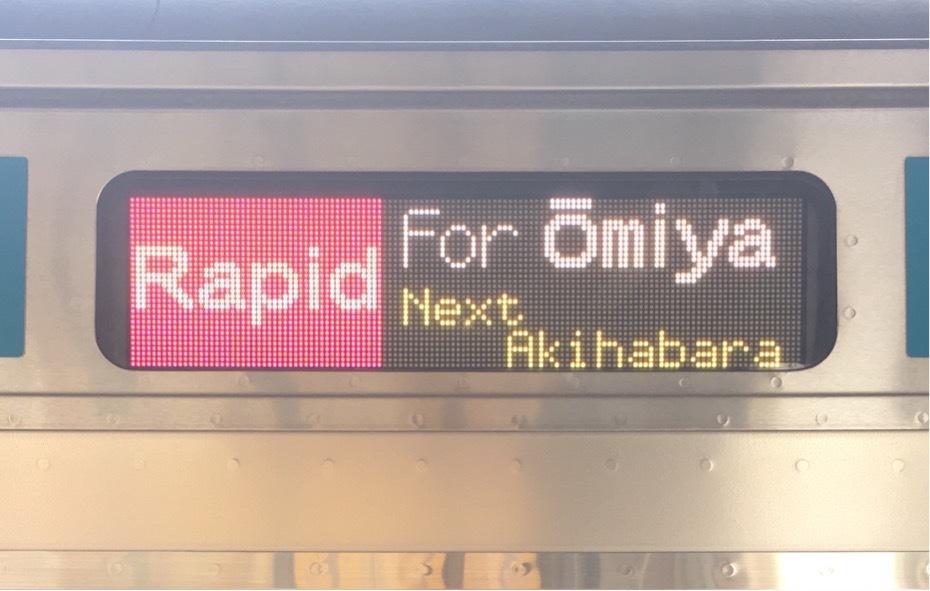 Rapid
For Ōmiya
Next
Akihabara